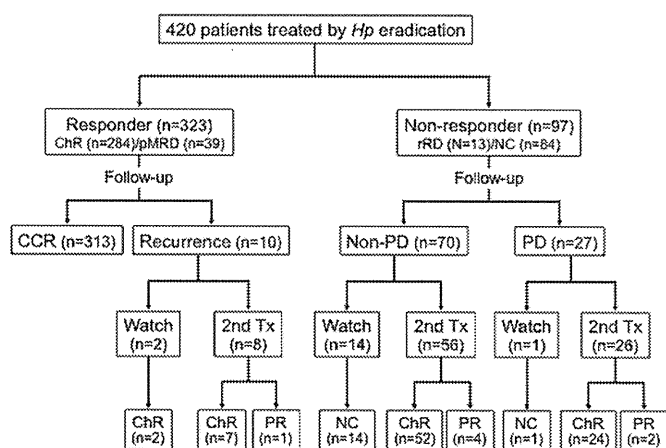 420 patients treated by Hp eradication
Responder (n=323)
ChR (n=284)/pMRD (n=39)
Non-responder (n=97)
rRD (N=13)/NC (n=84)
Follow-up
Follow-up
CCR (n=313)
Recurrence (n=10)
Non-PD (n=70)
PD (n=27)
Watch
(n=2)
2nd Tx
(n=8)
Watch
(n=14)
2nd Tx
(n=56)
Watch
(n=1)
2nd Tx
(n=26)
ChR
(n=2)
ChR
(n=7)
PR
(n=1)
NC
(n=14)
ChR
(n=52)
PR
(n=4)
NC
(n=1)
ChR
(n=24)
PR
(n=2)